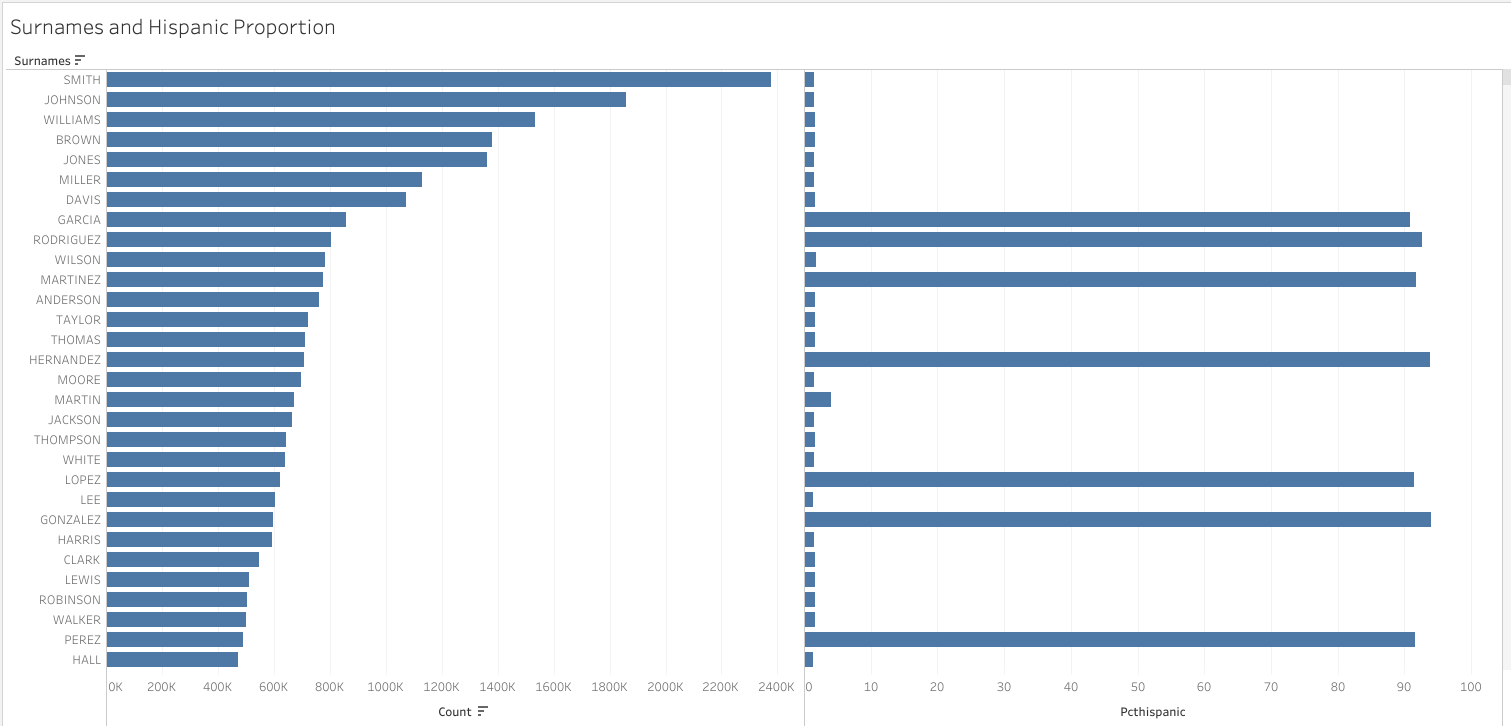 Surnames and Hispanic Proportion
Surnames
SMITH
JOHNSON
WILLIAMS
BROWN
JONES
MILLER
DAVIS
GARCIA
RODRIGUEZ
WILSON
MARTINEZ
ANDERSON
TAYLOR
THOMAS
HERNANDEZ
MOORE
MARTIN
JACKSON
THOMPSON
WHITE
LOPEZ
LEE
GONZALEZ
HARRIS
CLARK
LEWIS
ROBINSON
WALKER
PEREZ
HALL
0K 200K 400K 600K 800K 1000K 1200K 1400K 1600K 1800K 2000K 2200K 2400K 0 10 20 30 40 50 60 70 80 90 100
Count Pcthispanic